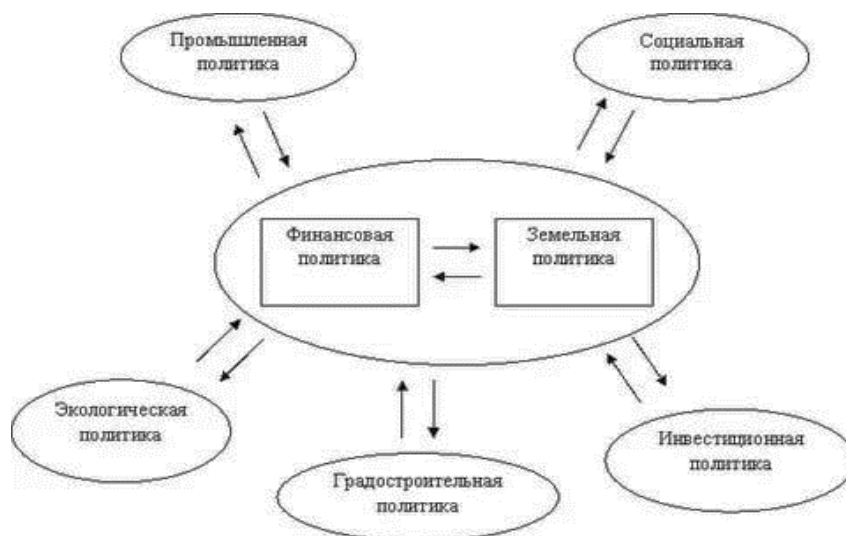 Промышленная
политика
Социальная
политика
Финансовая
политика
Земельная
политика
Экологическая
политика
Градостроительная
политика
Инвестиционная
политика